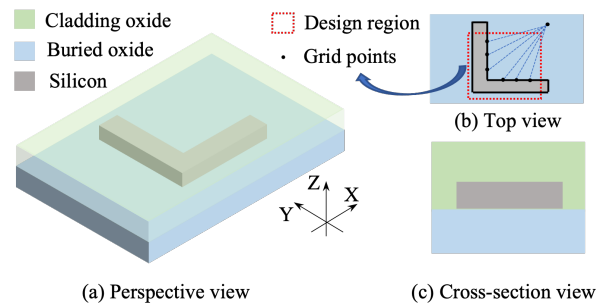 Cladding oxide
Buried oxide
Silicon
Design region
Grid points
(b) Top view
Z
X
Y
(a) Perspective view
(c) Cross-section view